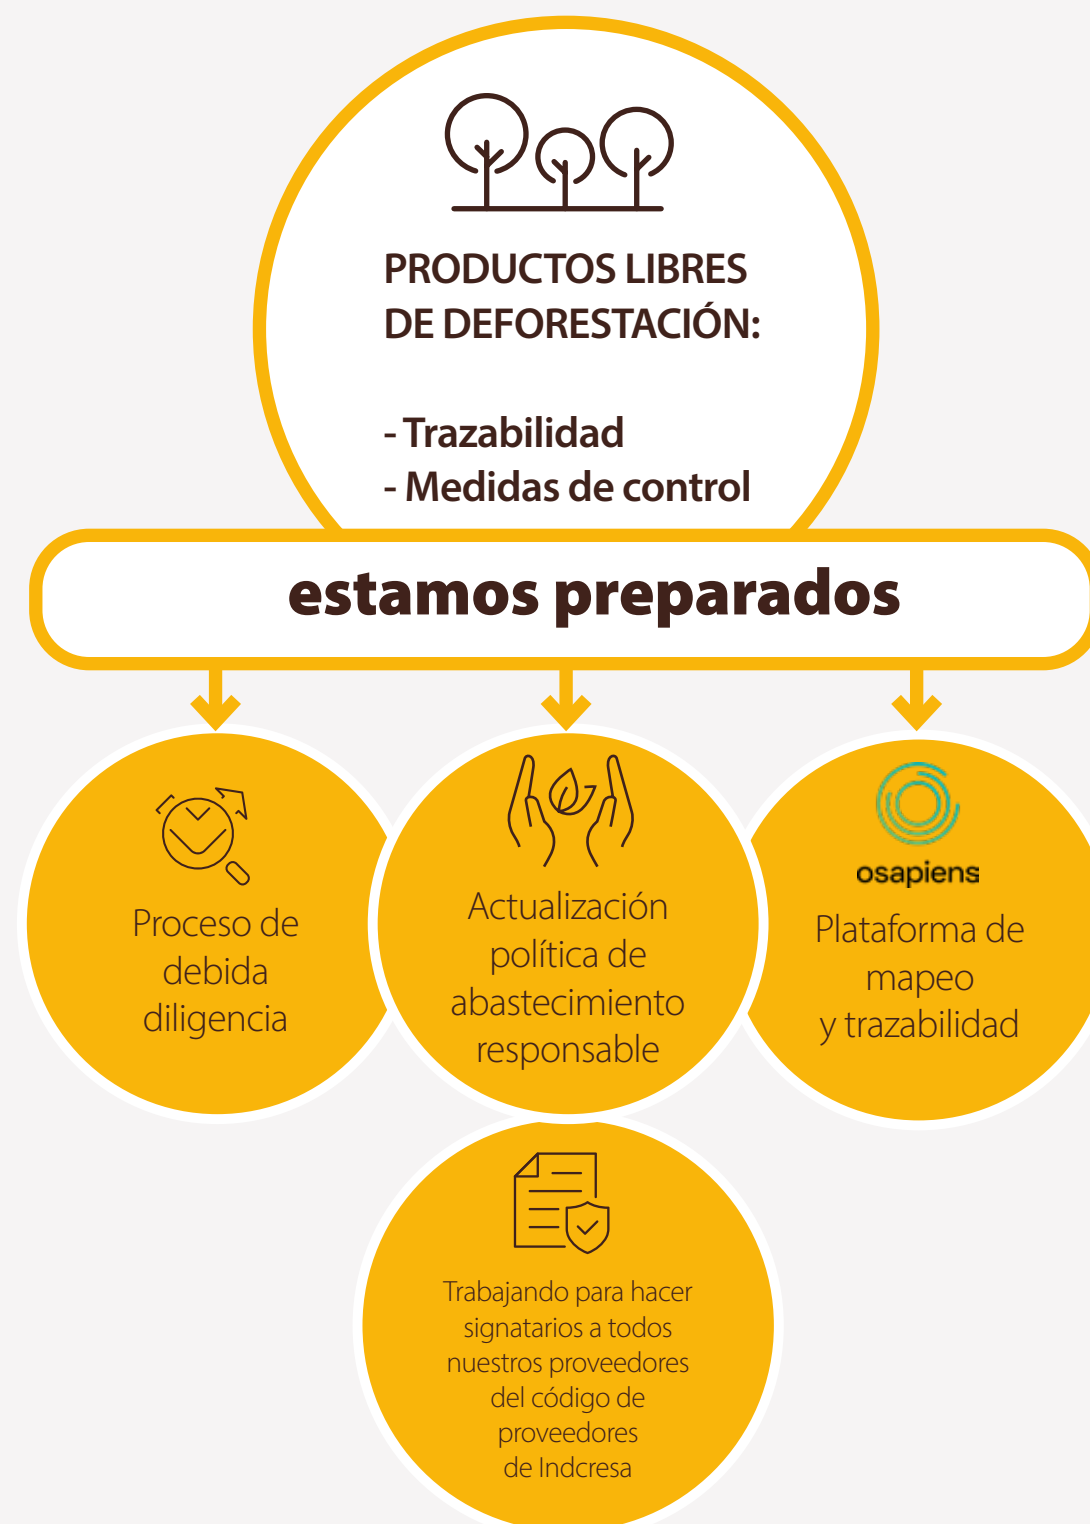 PRODUCTOS LIBRES
DE DEFORESTACIÓN:
- Trazabilidad
- Medidas de control
estamos preparados
Proceso de
debida
diligencia
Actualización
política de
abastecimiento
responsable
osapiens
Plataforma de
mapeo
y trazabilidad
Trabajando para hacer
signatarios a todos
nuestros proveedores
del código de
proveedores
de Indcresa